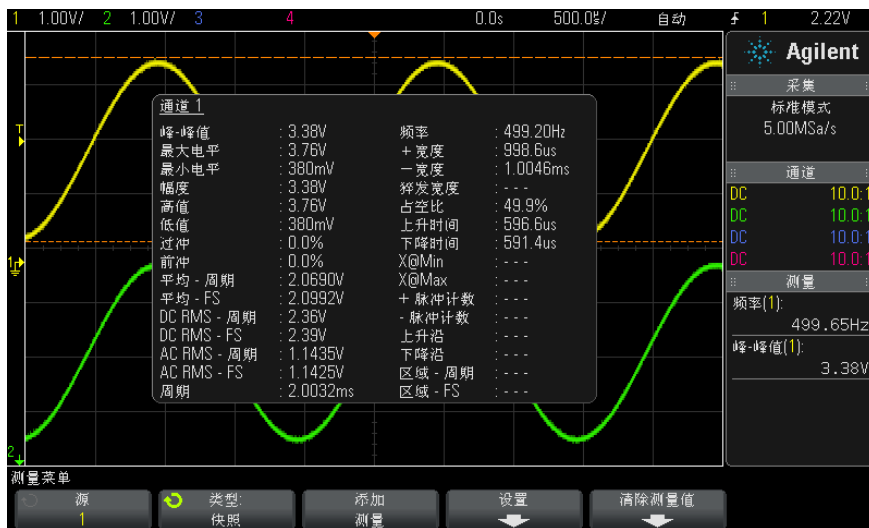 1 1.00V/ 2 1.00V/ 3 4 0.0s 500.0㎲/ 自动 1 2.22V
Agilent
采集
标准模式
5.00MSa/s
通道
DC 10.0:1
DC 10.0:1
DC 10.0:1
DC 10.0:1
测量
频率(1):
499.65Hz
峰-峰值(1):
3.38V
T
1
2
通道 1
峰-峰值 : 3.38V 频率 : 499.20Hz
最大电平 : 3.76V + 宽度 : 998.6us
最小电平 : 380mV — 宽度 : 1.0046ms
幅度 : 3.38V 猝发宽度 : - - -
高值 : 3.76V 占空比 : 49.9%
低值 : 380mV 上升时间 : 596.6us
过冲 : 0.0% 下降时间 : 591.4us
前冲 : 0.0% X@Min : - - -
平均 - 周期 : 2.0690V X@Max : - - -
平均 - FS : 2.0992V + 脉冲计数 : - - -
DC RMS - 周期 : 2.36V - 脉冲计数 : - - -
DC RMS - FS : 2.39V 上升沿 : - - -
AC RMS - 周期 : 1.1435V 下降沿 : - - -
AC RMS - FS : 1.1425V 区域 - 周期 : - - -
周期 : 2.0032ms 区域 - FS : - - -
测量菜单
源
1
类型:
快照
添加
测量
设置
清除测量值